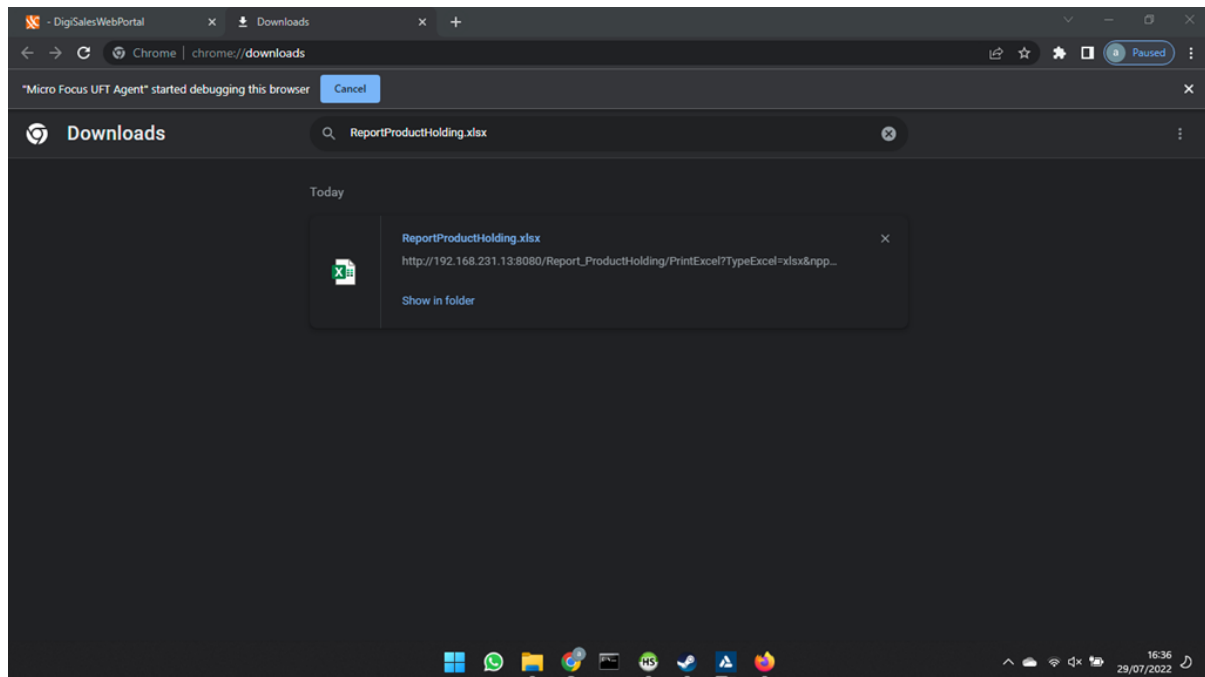 - DigiSalesWebPortal
Downloads
Chrome | chrome://downloads
a Paused
"Micro Focus UFT Agent" started debugging this browser Cancel
Downloads
ReportProductHolding.xlsx
Today
ReportProductHolding.xlsx
http://192.168.231.13:8080/Report_ProductHolding/PrintExcel?TypeExcel=xlsx&npp...
Show in folder
HS
16:36
29/07/2022